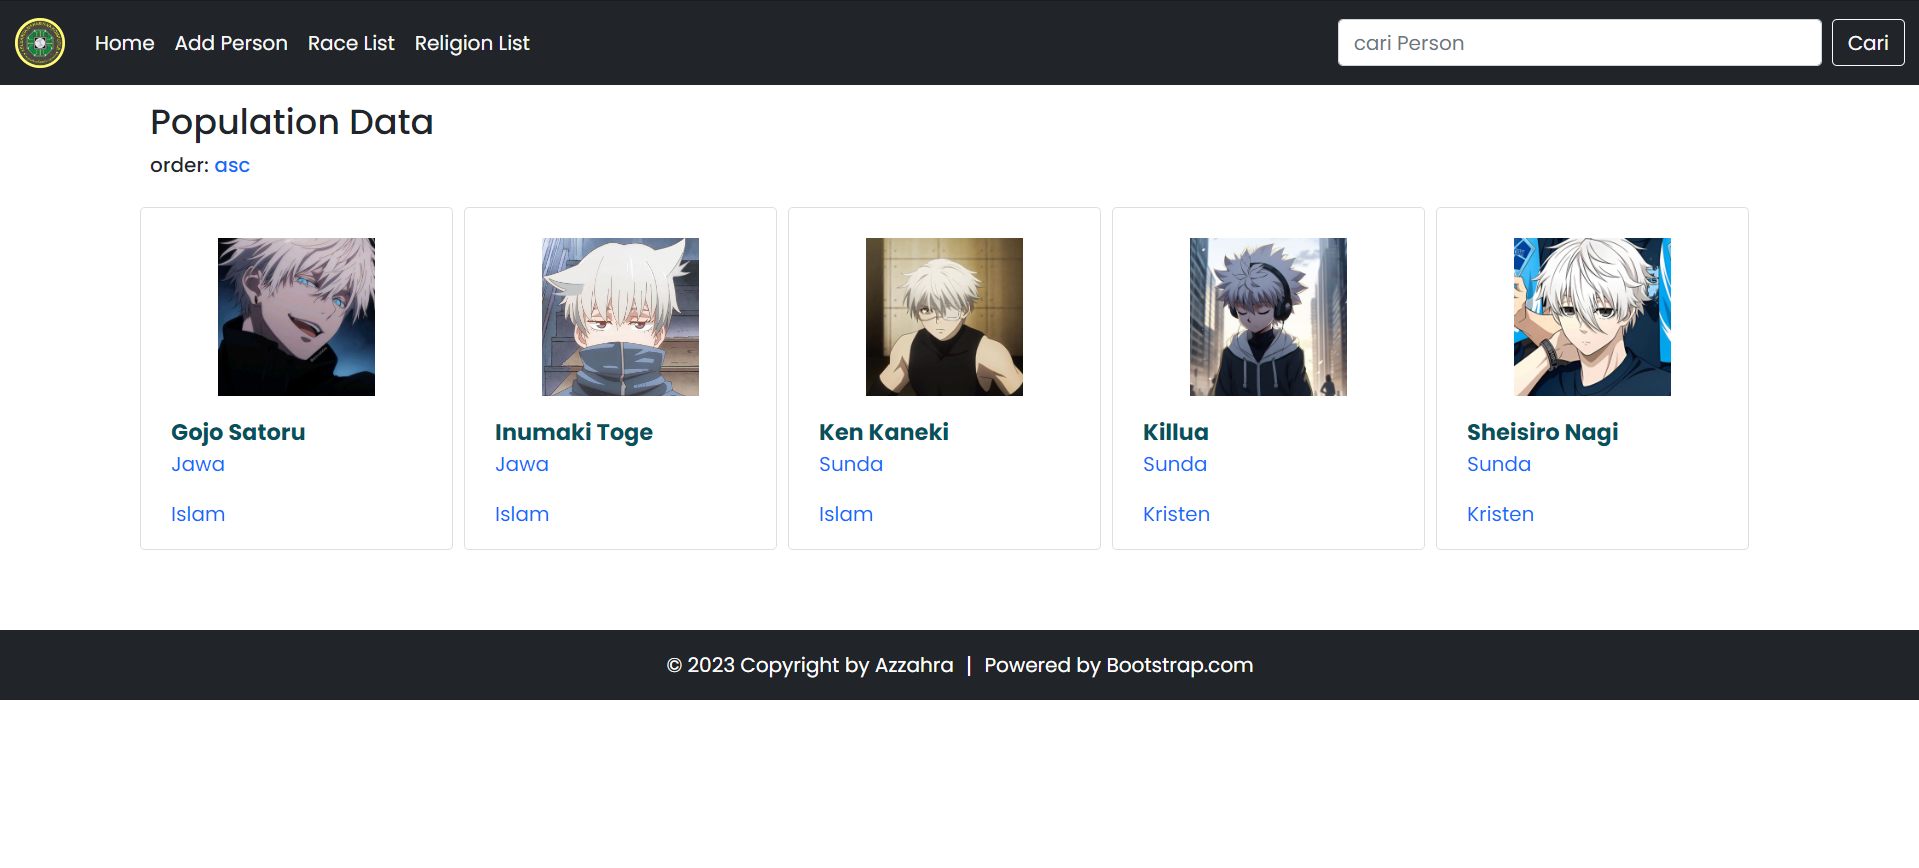 Home Add Person Race List Religion List cari Person Cari
Population Data
order: asc
Gojo Satoru
Jawa
Islam
Inumaki Toge
Jawa
Islam
Ken Kaneki
Sunda
Islam
Killua
Sunda
Kristen
Sheisiro Nagi
Sunda
Kristen
© 2023 Copyright by Azzahra | Powered by Bootstrap.com